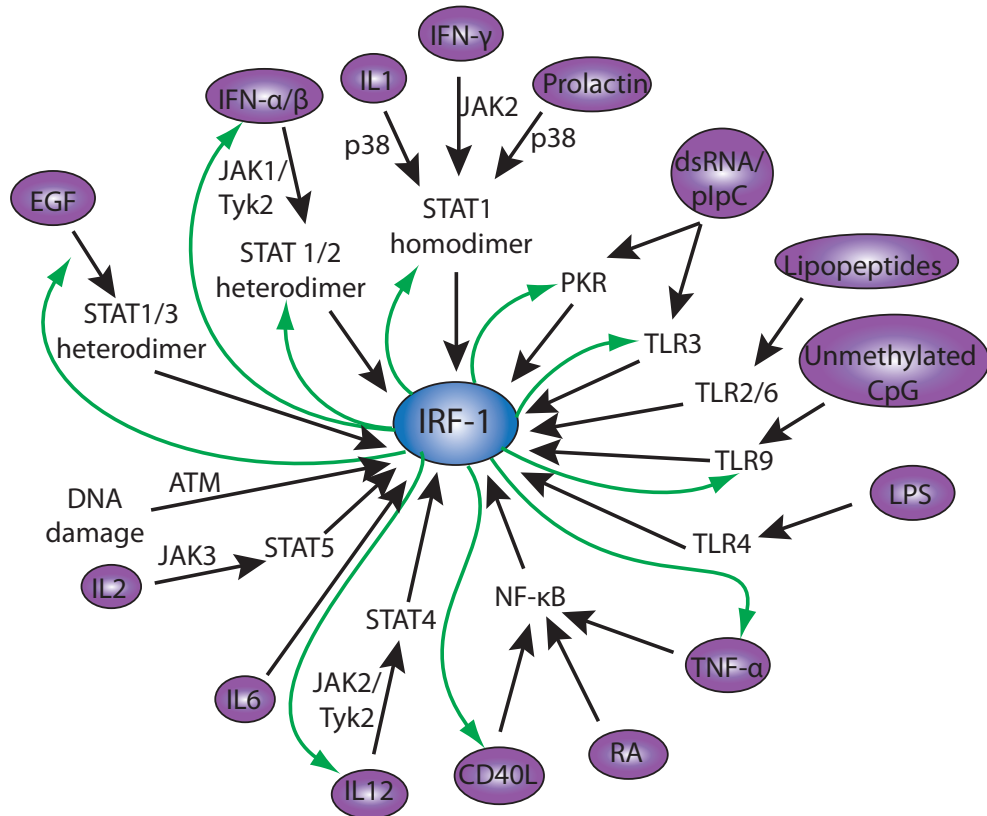 IFN-γ
IL1
Prolactin
IFN-α/β
JAK2
p38
p38
dsRNA/
pIpC
JAK1/
Tyk2
EGF
STAT1
homodimer
STAT 1/2
heterodimer
PKR
Lipopeptides
STAT1/3
heterodimer
TLR3
Unmethylated
CpG
TLR2/6
IRF-1
TLR9
ATM
DNA
damage
LPS
JAK3
STAT5
TLR4
IL2
NF-κB
STAT4
TNF-α
IL6
JAK2/
Tyk2
RA
CD40L
IL12